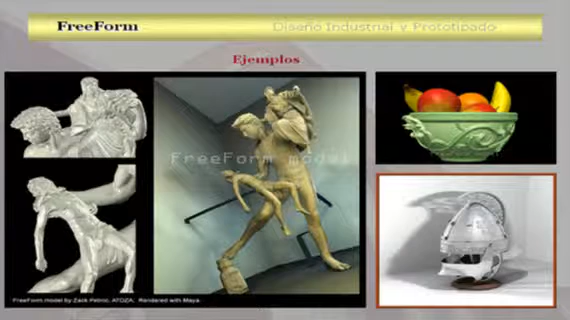 FreeForm
Diseño Industrial y Prototipado
Ejemplos
FreeForm model
FreeForm model by Zack Petroc, ATOZA. Rendered with Maya